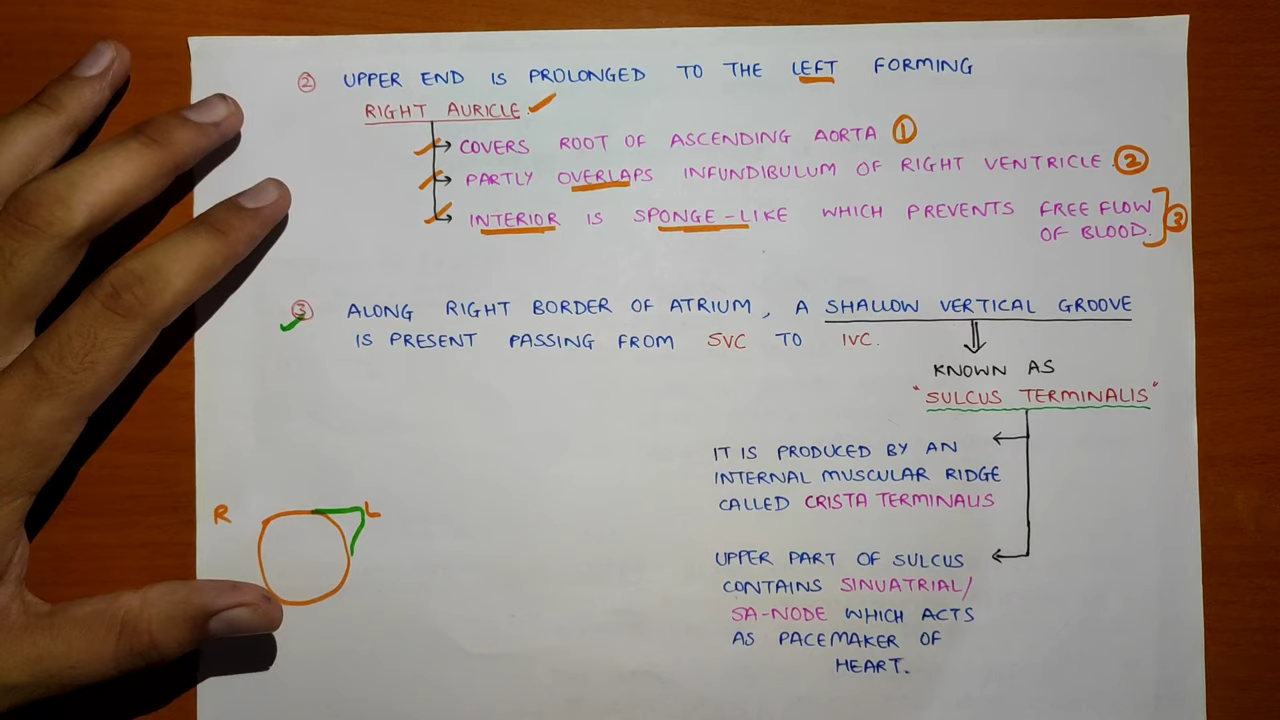 ② UPPER END IS PROLONGED TO THE LEFT FORMING
RIGHT AURICLE.
→ COVERS ROOT OF ASCENDING AORTA ①
→ PARTLY OVERLAPS INFUNDIBULUM OF RIGHT VENTRICLE ②
→ INTERIOR IS SPONGE-LIKE WHICH PREVENTS FREE FLOW
OF BLOOD. ③
③ ALONG RIGHT BORDER OF ATRIUM, A SHALLOW VERTICAL GROOVE
IS PRESENT PASSING FROM SVC TO IVC.
KNOWN AS
"SULCUS TERMINALIS"
IT IS PRODUCED BY AN
INTERNAL MUSCULAR RIDGE
CALLED CRISTA TERMINALIS
R L
UPPER PART OF SULCUS
CONTAINS SINUATRIAL/
SA-NODE WHICH ACTS
AS PACEMAKER OF
HEART.